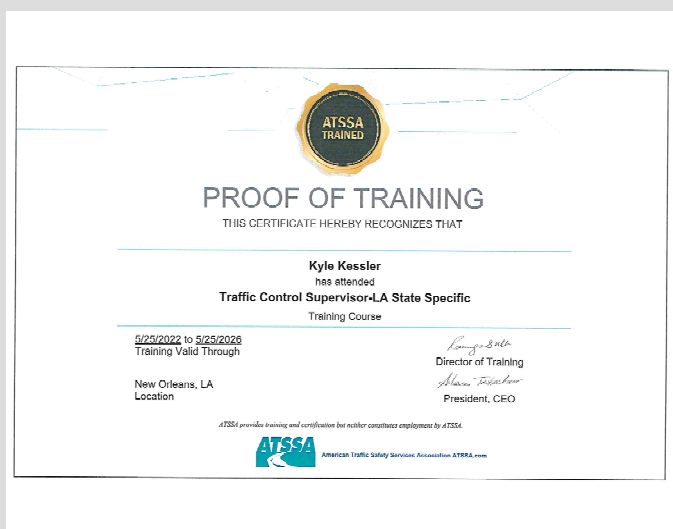 ATSSA
TRAINED
PROOF OF TRAINING
THIS CERTIFICATE HEREBY RECOGNIZES THAT
Kyle Kessler
has attended
Traffic Control Supervisor-LA State Specific
Training Course
5/25/2022 to 5/25/2026
Training Valid Through
New Orleans, LA
Location
Director of Training
President, CEO
ATSSA provides training and certification but neither constitutes employment by ATSSA.
ATSSA
American Traffic Safety Services Association ATRRA.com